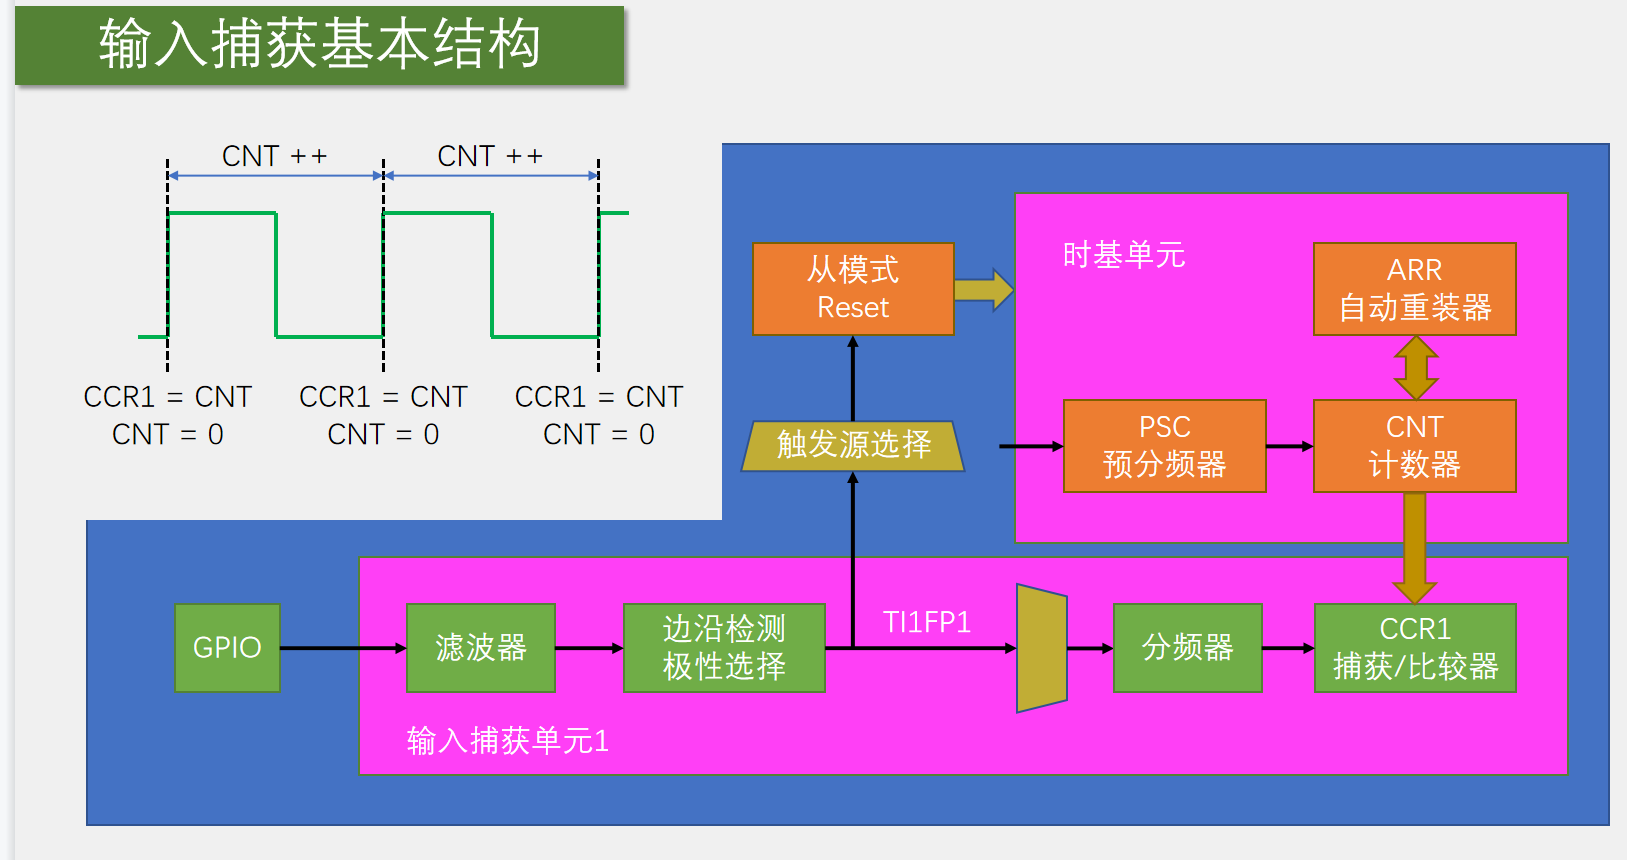 输入捕获基本结构
CNT ++
CNT ++
CCR1 = CNT
CNT = 0
CCR1 = CNT
CNT = 0
CCR1 = CNT
CNT = 0
从模式
Reset
时基单元
ARR
自动重装器
触发源选择
PSC
预分频器
CNT
计数器
GPIO
滤波器
边沿检测
极性选择
TI1FP1
分频器
CCR1
捕获/比较器
输入捕获单元1